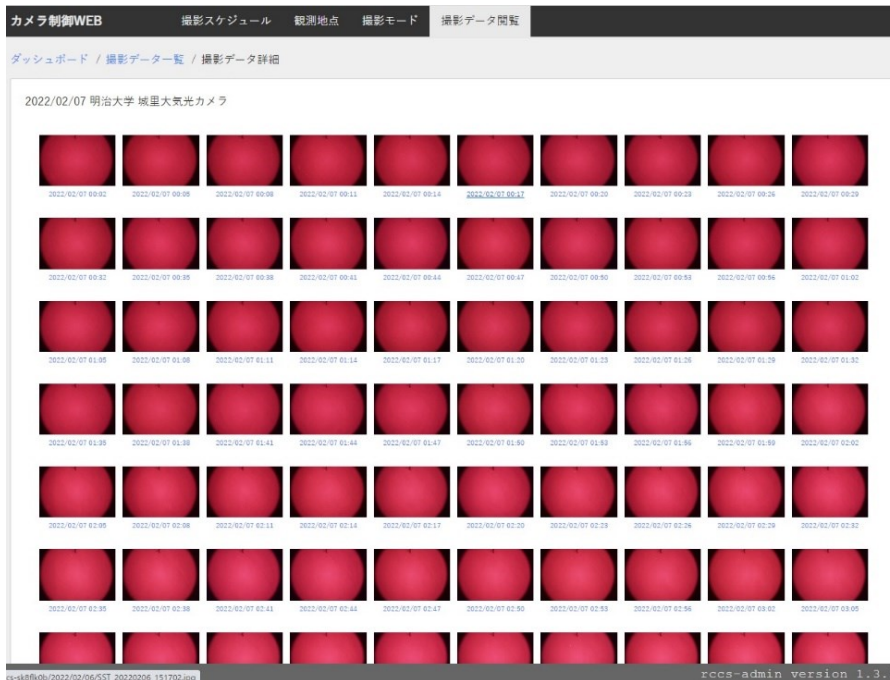 カメラ制御WEB 撮影スケジュール 観測地点 撮影モード 撮影データ閲覧
ダッシュボード / 撮影データ一覧 / 撮影データ詳細
2022/02/07 明治大学 城里大気光カメラ
2022/02/07 00:02 2022/02/07 00:05 2022/02/07 00:08 2022/02/07 00:11 2022/02/07 00:14 2022/02/07 00:17 2022/02/07 00:20 2022/02/07 00:23 2022/02/07 00:26 2022/02/07 00:29
2022/02/07 00:32 2022/02/07 00:35 2022/02/07 00:38 2022/02/07 00:41 2022/02/07 00:44 2022/02/07 00:47 2022/02/07 00:50 2022/02/07 00:53 2022/02/07 00:56 2022/02/07 01:02
2022/02/07 01:05 2022/02/07 01:08 2022/02/07 01:11 2022/02/07 01:14 2022/02/07 01:17 2022/02/07 01:20 2022/02/07 01:23 2022/02/07 01:26 2022/02/07 01:29 2022/02/07 01:32
2022/02/07 01:35 2022/02/07 01:38 2022/02/07 01:41 2022/02/07 01:44 2022/02/07 01:47 2022/02/07 01:50 2022/02/07 01:53 2022/02/07 01:56 2022/02/07 01:59 2022/02/07 02:02
2022/02/07 02:05 2022/02/07 02:08 2022/02/07 02:11 2022/02/07 02:14 2022/02/07 02:17 2022/02/07 02:20 2022/02/07 02:23 2022/02/07 02:26 2022/02/07 02:29 2022/02/07 02:32
2022/02/07 02:35 2022/02/07 02:38 2022/02/07 02:41 2022/02/07 02:44 2022/02/07 02:47 2022/02/07 02:50 2022/02/07 02:53 2022/02/07 02:56 2022/02/07 03:02 2022/02/07 03:05
rccs-admin version 1.3.